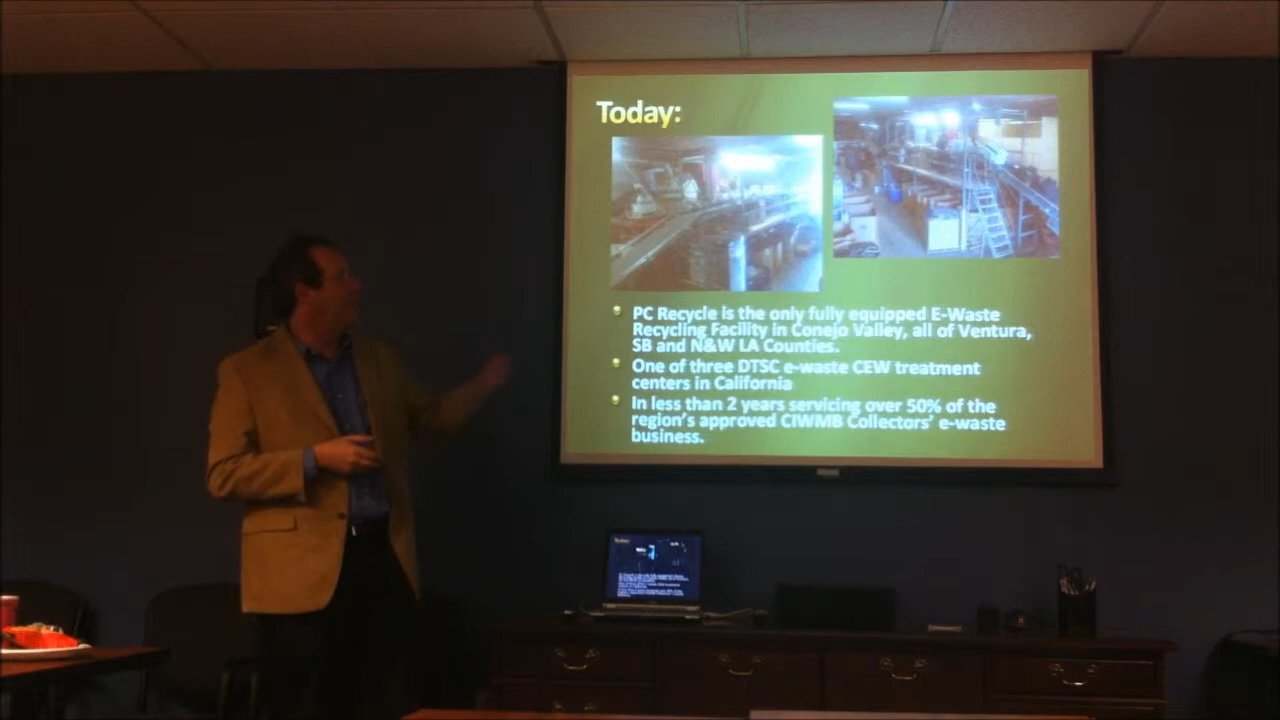 Today:
PC Recycle is the only fully equipped E-Waste
Recycling Facility in Conejo Valley, all of Ventura,
SB and N&W LA Counties.
One of three DTSC e-waste CEW treatment
centers in California
In less than 2 years servicing over 50% of the
region's approved CIWMB Collectors' e-waste
business.